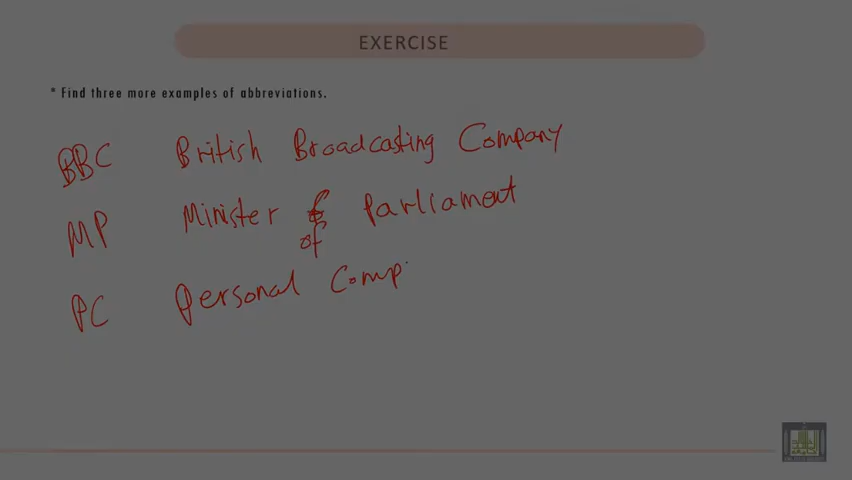 EXERCISE
* Find three more examples of abbreviations.
BBC British Broadcasting Company
MP Minister of Parliament
PC Personal Comp